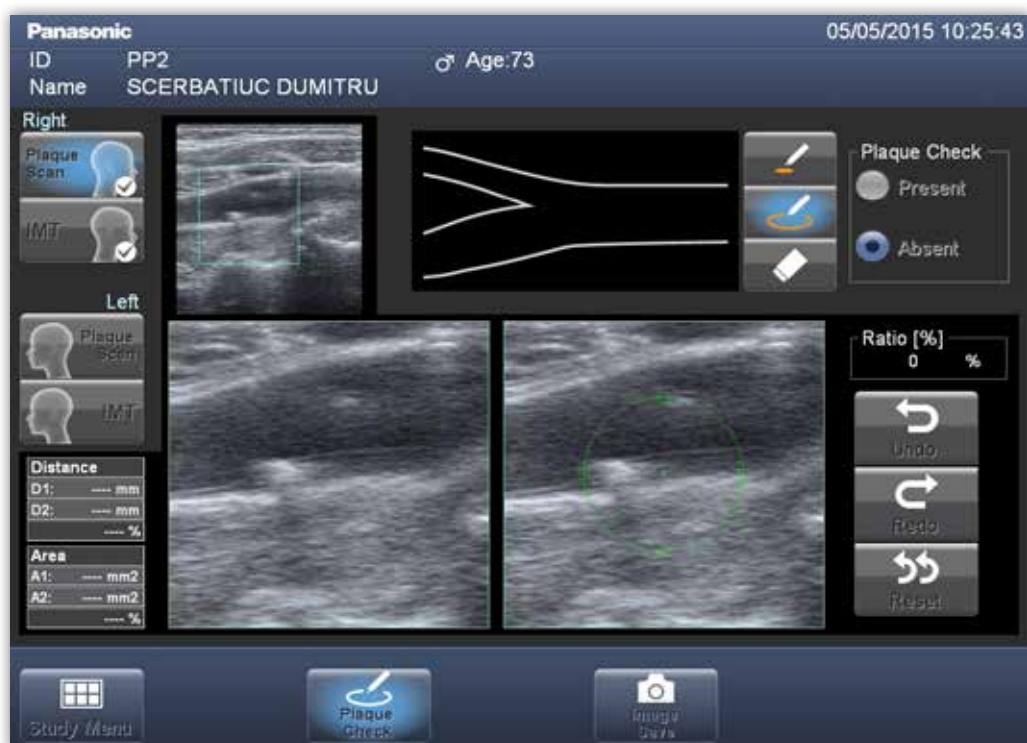 Panasonic 05/05/2015 10:25:43
ID PP2 ♂ Age:73
Name SCERBATIUC DUMITRU
Right
Plaque
Scan
IMT
Left
Plaque
Scan
IMT
Plaque Check
Present
Absent
Ratio [%]
0 %
Undo
Redo
Reset
Distance
D1: ---- mm
D2: ---- mm
---- %
Area
A1: ---- mm2
A2: ---- mm2
---- %
Study Menu
Plaque
Check
Image
Save